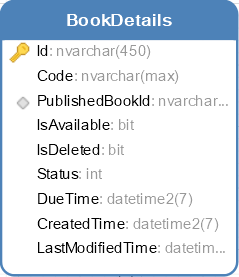 BookDetails
Id: nvarchar(450)
Code: nvarchar(max)
PublishedBookId: nvarchar...
IsAvailable: bit
IsDeleted: bit
Status: int
DueTime: datetime2(7)
CreatedTime: datetime2(7)
LastModifiedTime: datetim...